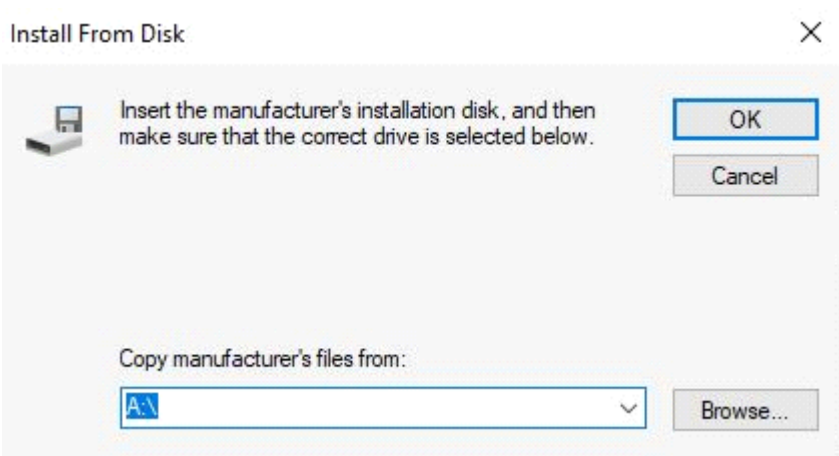 Install From Disk
Insert the manufacturer's installation disk, and then
make sure that the correct drive is selected below.
OK
Cancel
Copy manufacturer's files from:
A:\
Browse...